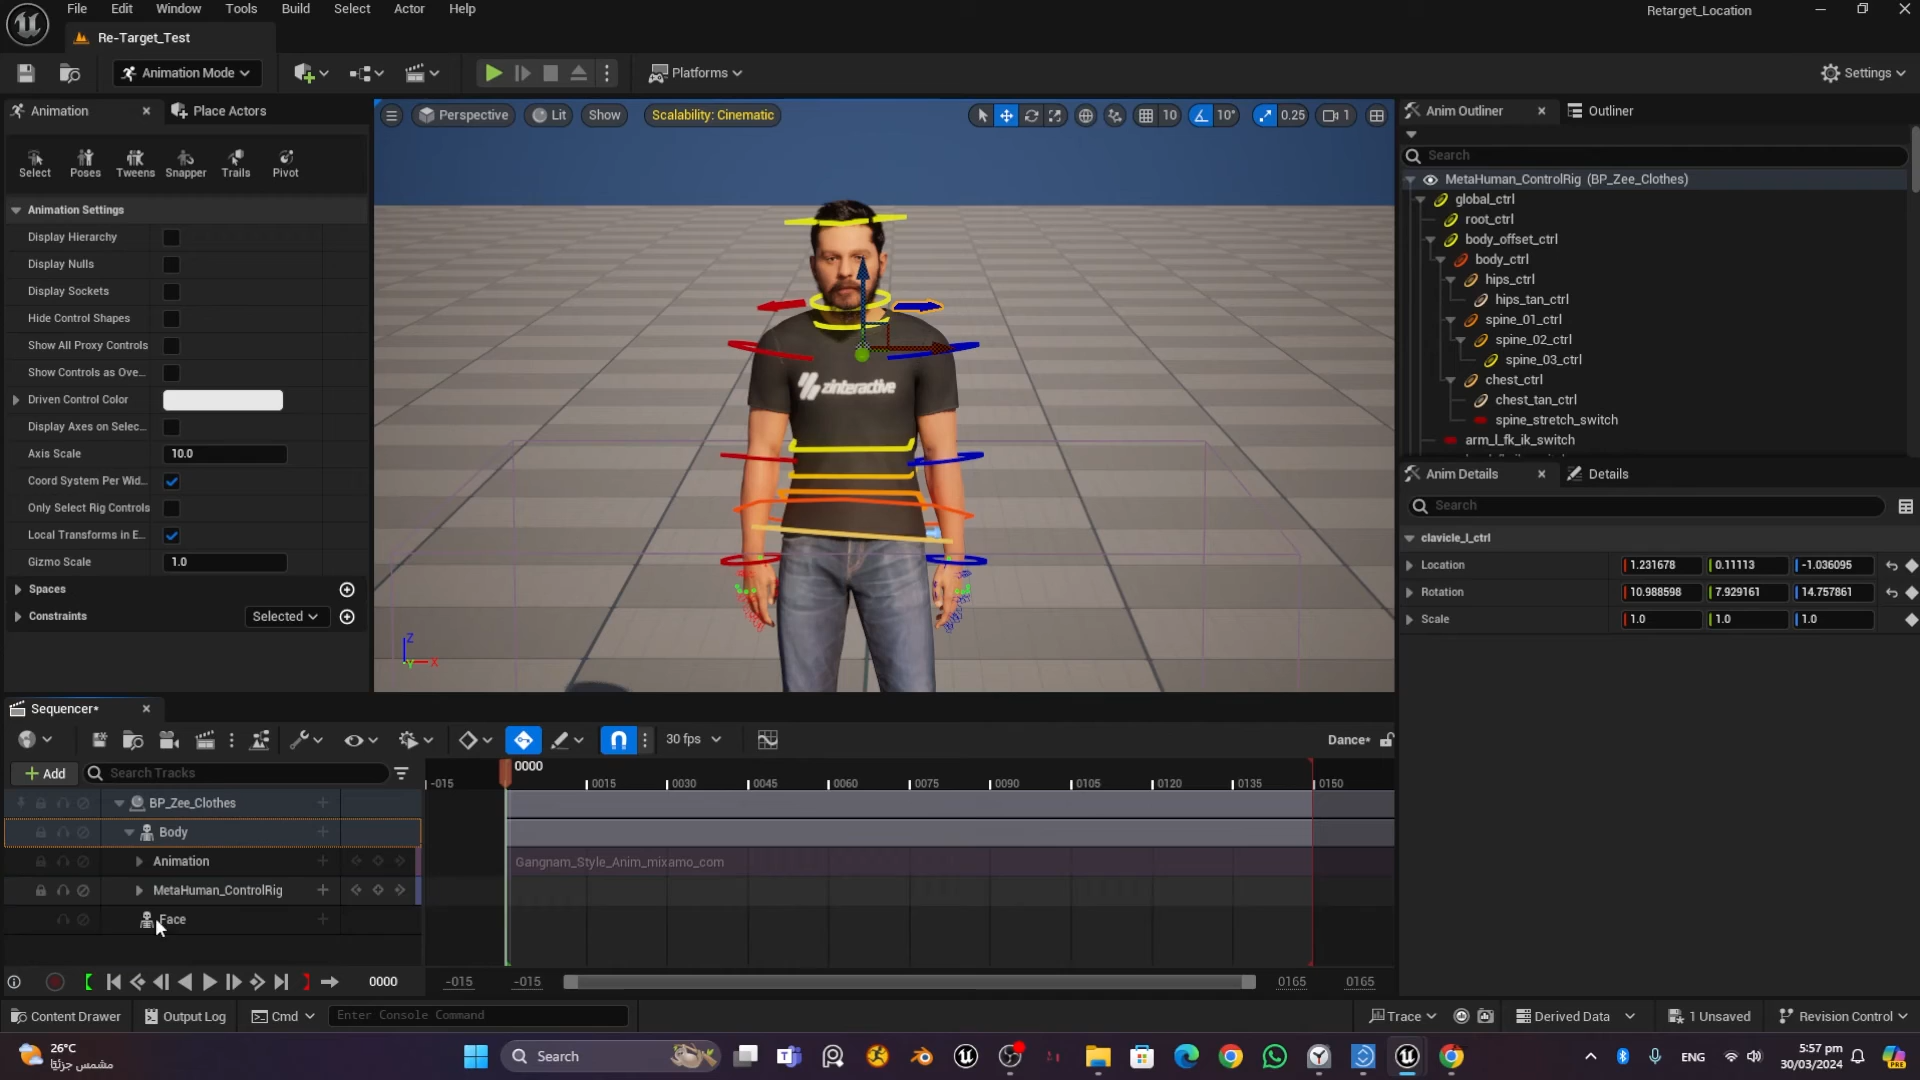 File Edit Window Tools Build Select Actor Help
Retarget_Location
Re-Target_Test
Animation Mode
Platforms
Settings
Animation
Place Actors
Perspective
Lit
Show
Scalability: Cinematic
10
10°
0.25
1
Anim Outliner
Outliner
Select
Poses
Tweens
Snapper
Trails
Pivot
Search
Animation Settings
Display Hierarchy
Display Nulls
Display Sockets
Hide Control Shapes
Show All Proxy Controls
Show Controls as Ove...
Driven Control Color
Display Axes on Selec...
Axis Scale
10.0
Coord System Per Wid...
Only Select Rig Controls
Local Transforms in E...
Gizmo Scale
1.0
Spaces
Constraints
Selected
zinteractive
Z
Y
X
MetaHuman_ControlRig (BP_Zee_Clothes)
global_ctrl
root_ctrl
body_offset_ctrl
body_ctrl
hips_ctrl
hips_tan_ctrl
spine_01_ctrl
spine_02_ctrl
spine_03_ctrl
chest_ctrl
chest_tan_ctrl
spine_stretch_switch
arm_l_fk_ik_switch
Anim Details
Details
Search
clavicle_l_ctrl
Location
1.231678
0.11113
-1.036095
Rotation
10.988598
7.929161
14.757861
Scale
1.0
1.0
1.0
Sequencer*
30 fps
Dance*
Add
Search Tracks
0000
-015
0015
0030
0045
0060
0075
0090
0105
0120
0135
0150
BP_Zee_Clothes
Body
Animation
Gangnam_Style_Anim_mixamo_com
MetaHuman_ControlRig
Face
0000
-015
-015
0165
0165
Content Drawer
Output Log
Cmd
Enter Console Command
Trace
Derived Data
1 Unsaved
Revision Control
26°C
مشمس جزئيًا
Search
ENG
5:57 pm
30/03/2024
PRE